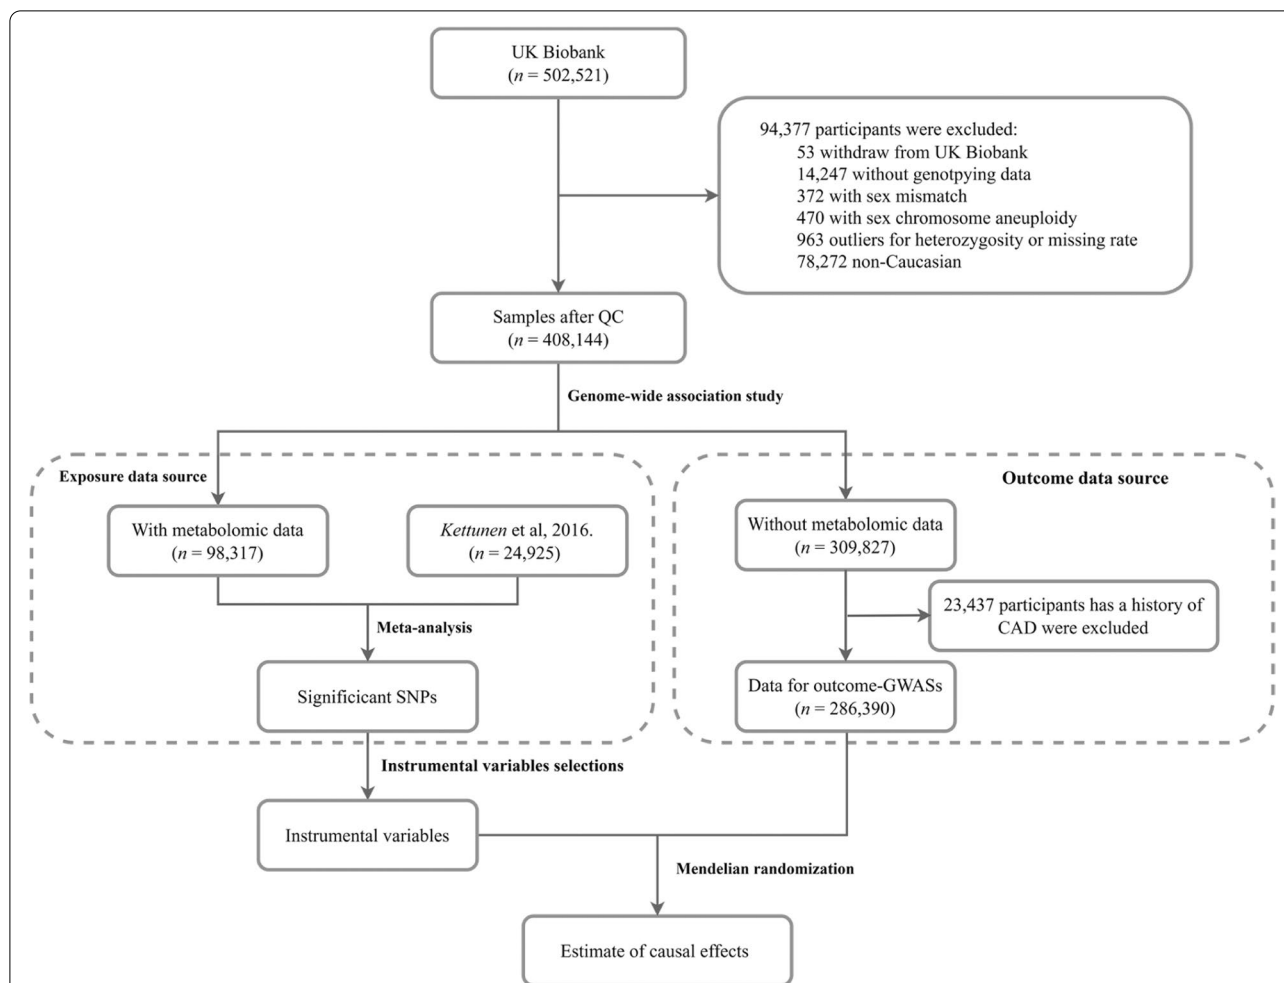 UK Biobank
(n = 502,521)
94,377 participants were excluded:
53 withdraw from UK Biobank
14,247 without genotpying data
372 with sex mismatch
470 with sex chromosome aneuploidy
963 outliers for heterozygosity or missing rate
78,272 non-Caucasian
Samples after QC
(n = 408,144)
Genome-wide association study
Exposure data source
With metabolomic data
(n = 98,317)
Kettunen et al, 2016.
(n = 24,925)
Meta-analysis
Significicant SNPs
Outcome data source
Without metabolomic data
(n = 309,827)
23,437 participants has a history of
CAD were excluded
Data for outcome-GWASs
(n = 286,390)
Instrumental variables selections
Instrumental variables
Mendelian randomization
Estimate of causal effects